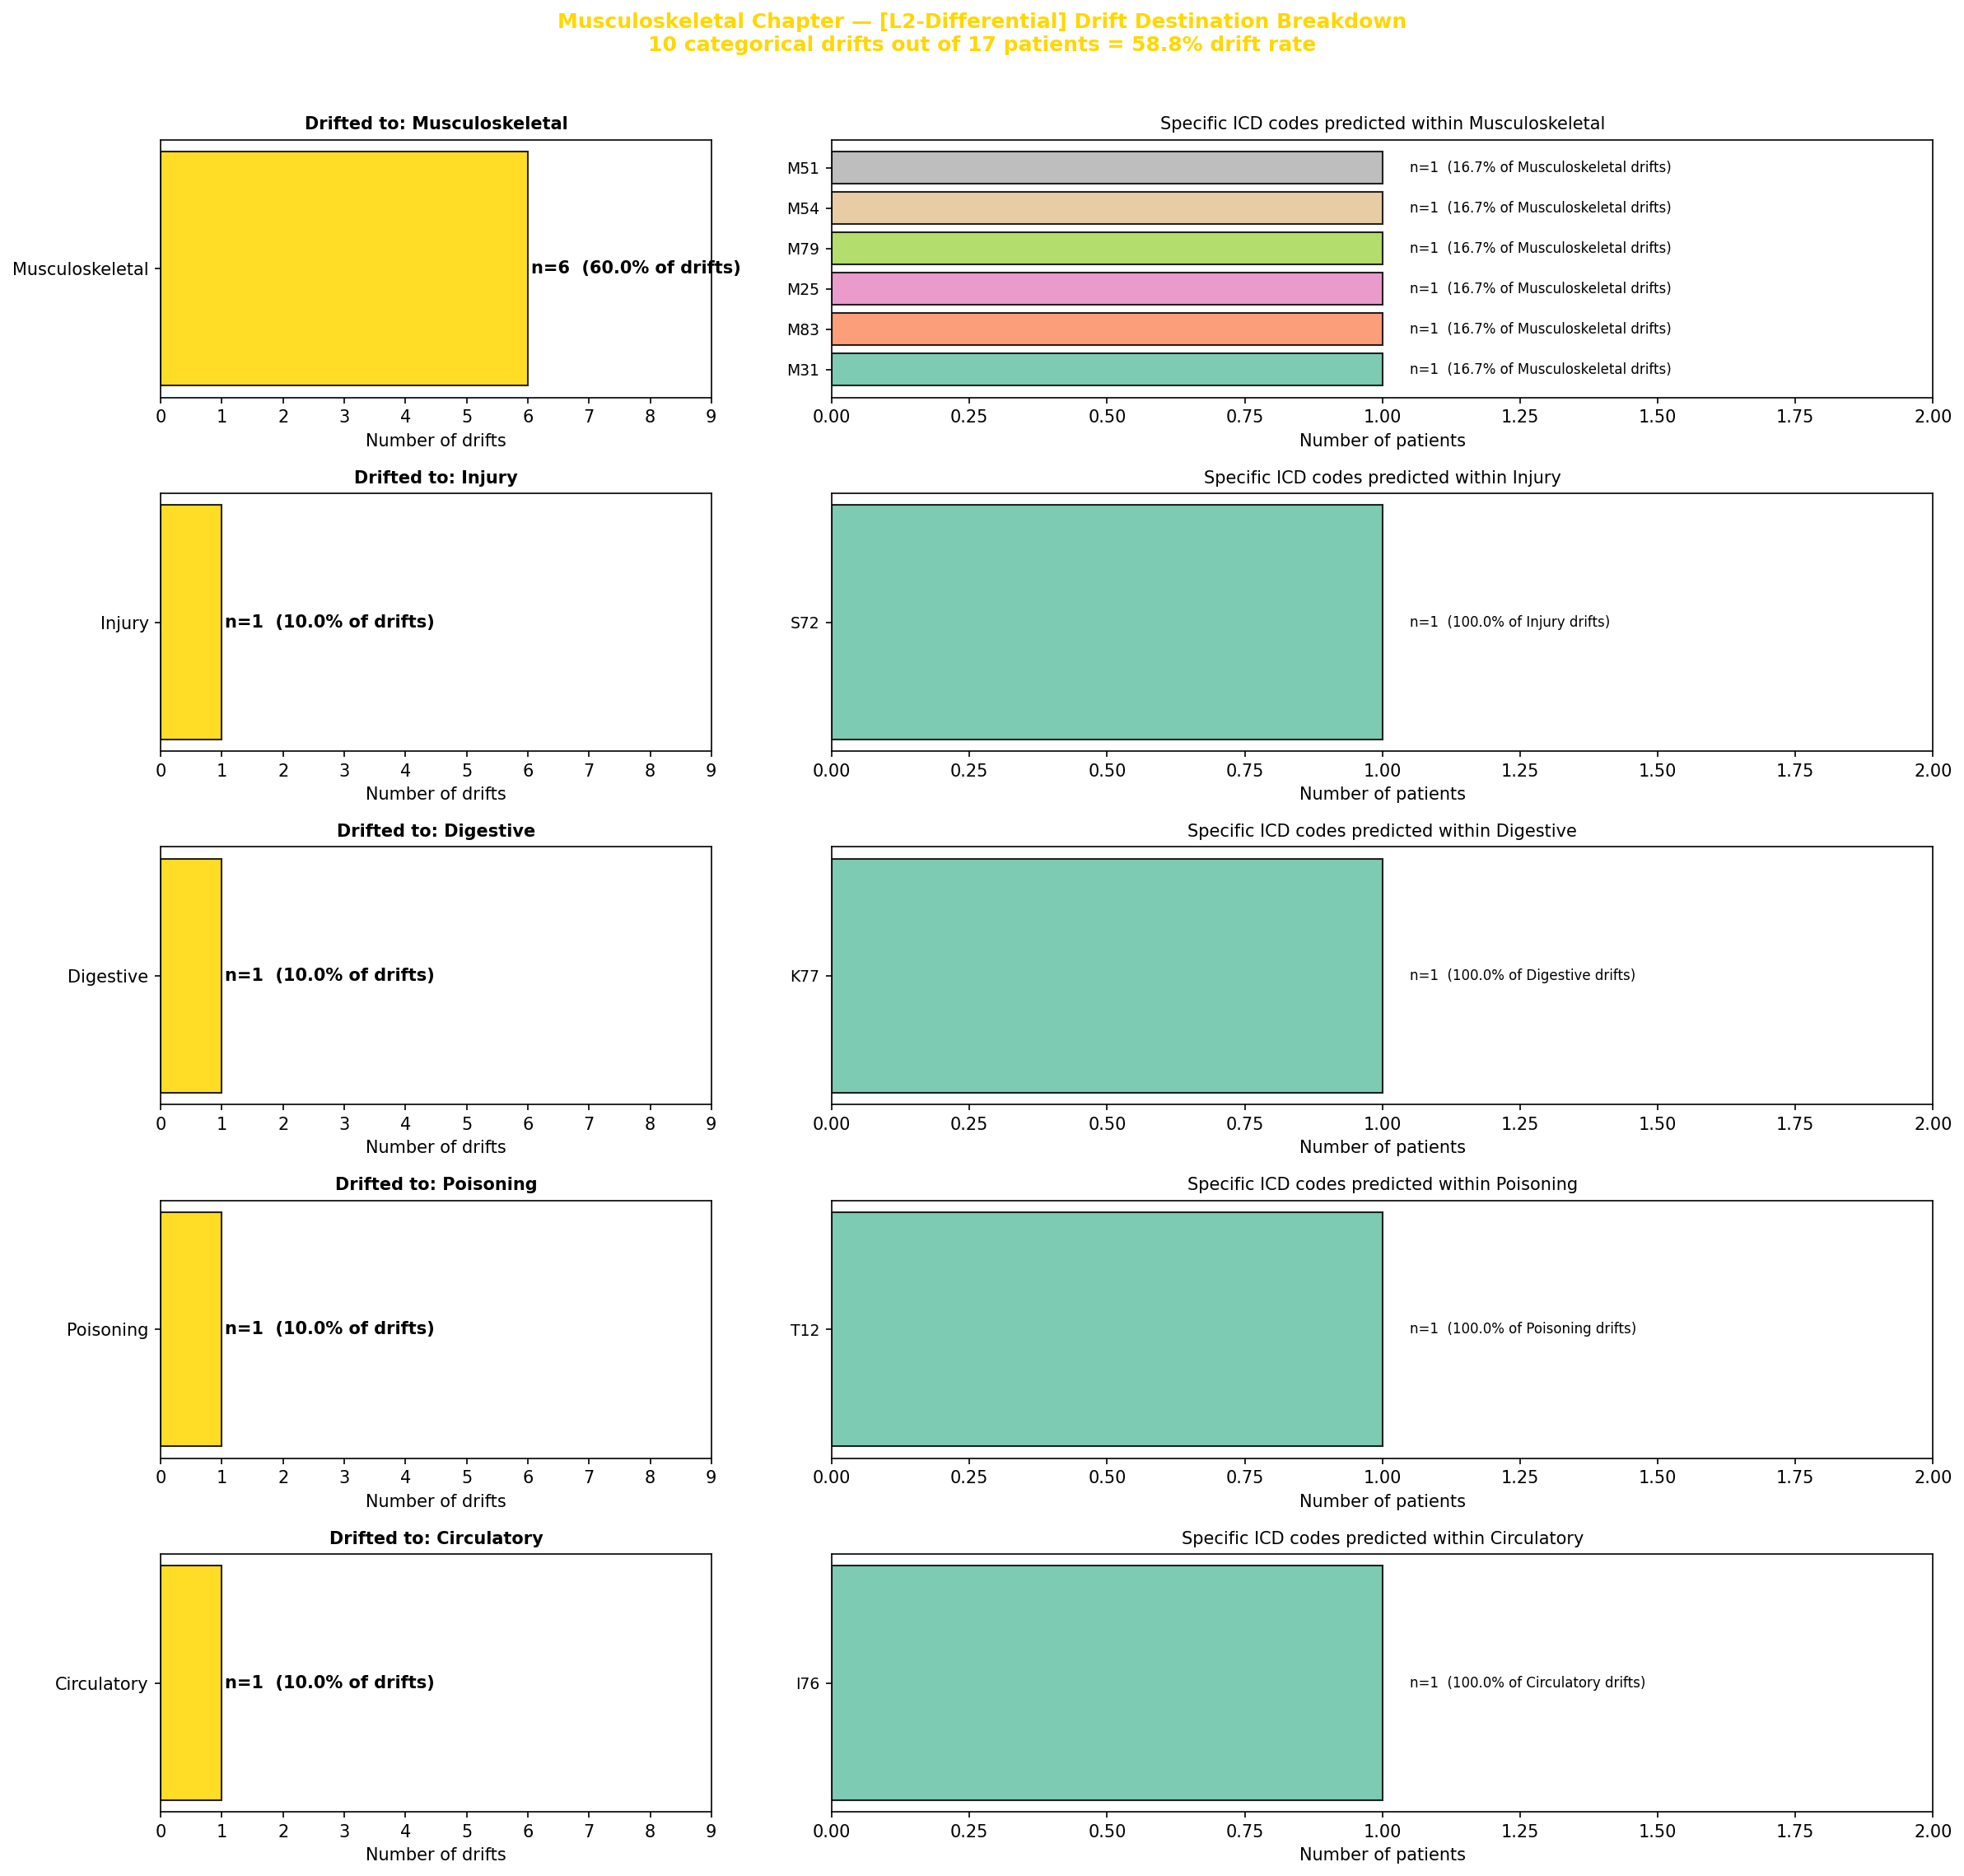 Musculoskeletal Chapter — [L2-Differential] Drift Destination Breakdown
10 categorical drifts out of 17 patients = 58.8% drift rate
Drifted to: Musculoskeletal
Musculoskeletal
n=6  (60.0% of drifts)
0 1 2 3 4 5 6 7 8 9
Number of drifts
Specific ICD codes predicted within Musculoskeletal
M51 n=1  (16.7% of Musculoskeletal drifts)
M54 n=1  (16.7% of Musculoskeletal drifts)
M79 n=1  (16.7% of Musculoskeletal drifts)
M25 n=1  (16.7% of Musculoskeletal drifts)
M83 n=1  (16.7% of Musculoskeletal drifts)
M31 n=1  (16.7% of Musculoskeletal drifts)
0.00 0.25 0.50 0.75 1.00 1.25 1.50 1.75 2.00
Number of patients
Drifted to: Injury
Injury
n=1  (10.0% of drifts)
0 1 2 3 4 5 6 7 8 9
Number of drifts
Specific ICD codes predicted within Injury
S72 n=1  (100.0% of Injury drifts)
0.00 0.25 0.50 0.75 1.00 1.25 1.50 1.75 2.00
Number of patients
Drifted to: Digestive
Digestive
n=1  (10.0% of drifts)
0 1 2 3 4 5 6 7 8 9
Number of drifts
Specific ICD codes predicted within Digestive
K77 n=1  (100.0% of Digestive drifts)
0.00 0.25 0.50 0.75 1.00 1.25 1.50 1.75 2.00
Number of patients
Drifted to: Poisoning
Poisoning
n=1  (10.0% of drifts)
0 1 2 3 4 5 6 7 8 9
Number of drifts
Specific ICD codes predicted within Poisoning
T12 n=1  (100.0% of Poisoning drifts)
0.00 0.25 0.50 0.75 1.00 1.25 1.50 1.75 2.00
Number of patients
Drifted to: Circulatory
Circulatory
n=1  (10.0% of drifts)
0 1 2 3 4 5 6 7 8 9
Number of drifts
Specific ICD codes predicted within Circulatory
I76 n=1  (100.0% of Circulatory drifts)
0.00 0.25 0.50 0.75 1.00 1.25 1.50 1.75 2.00
Number of patients